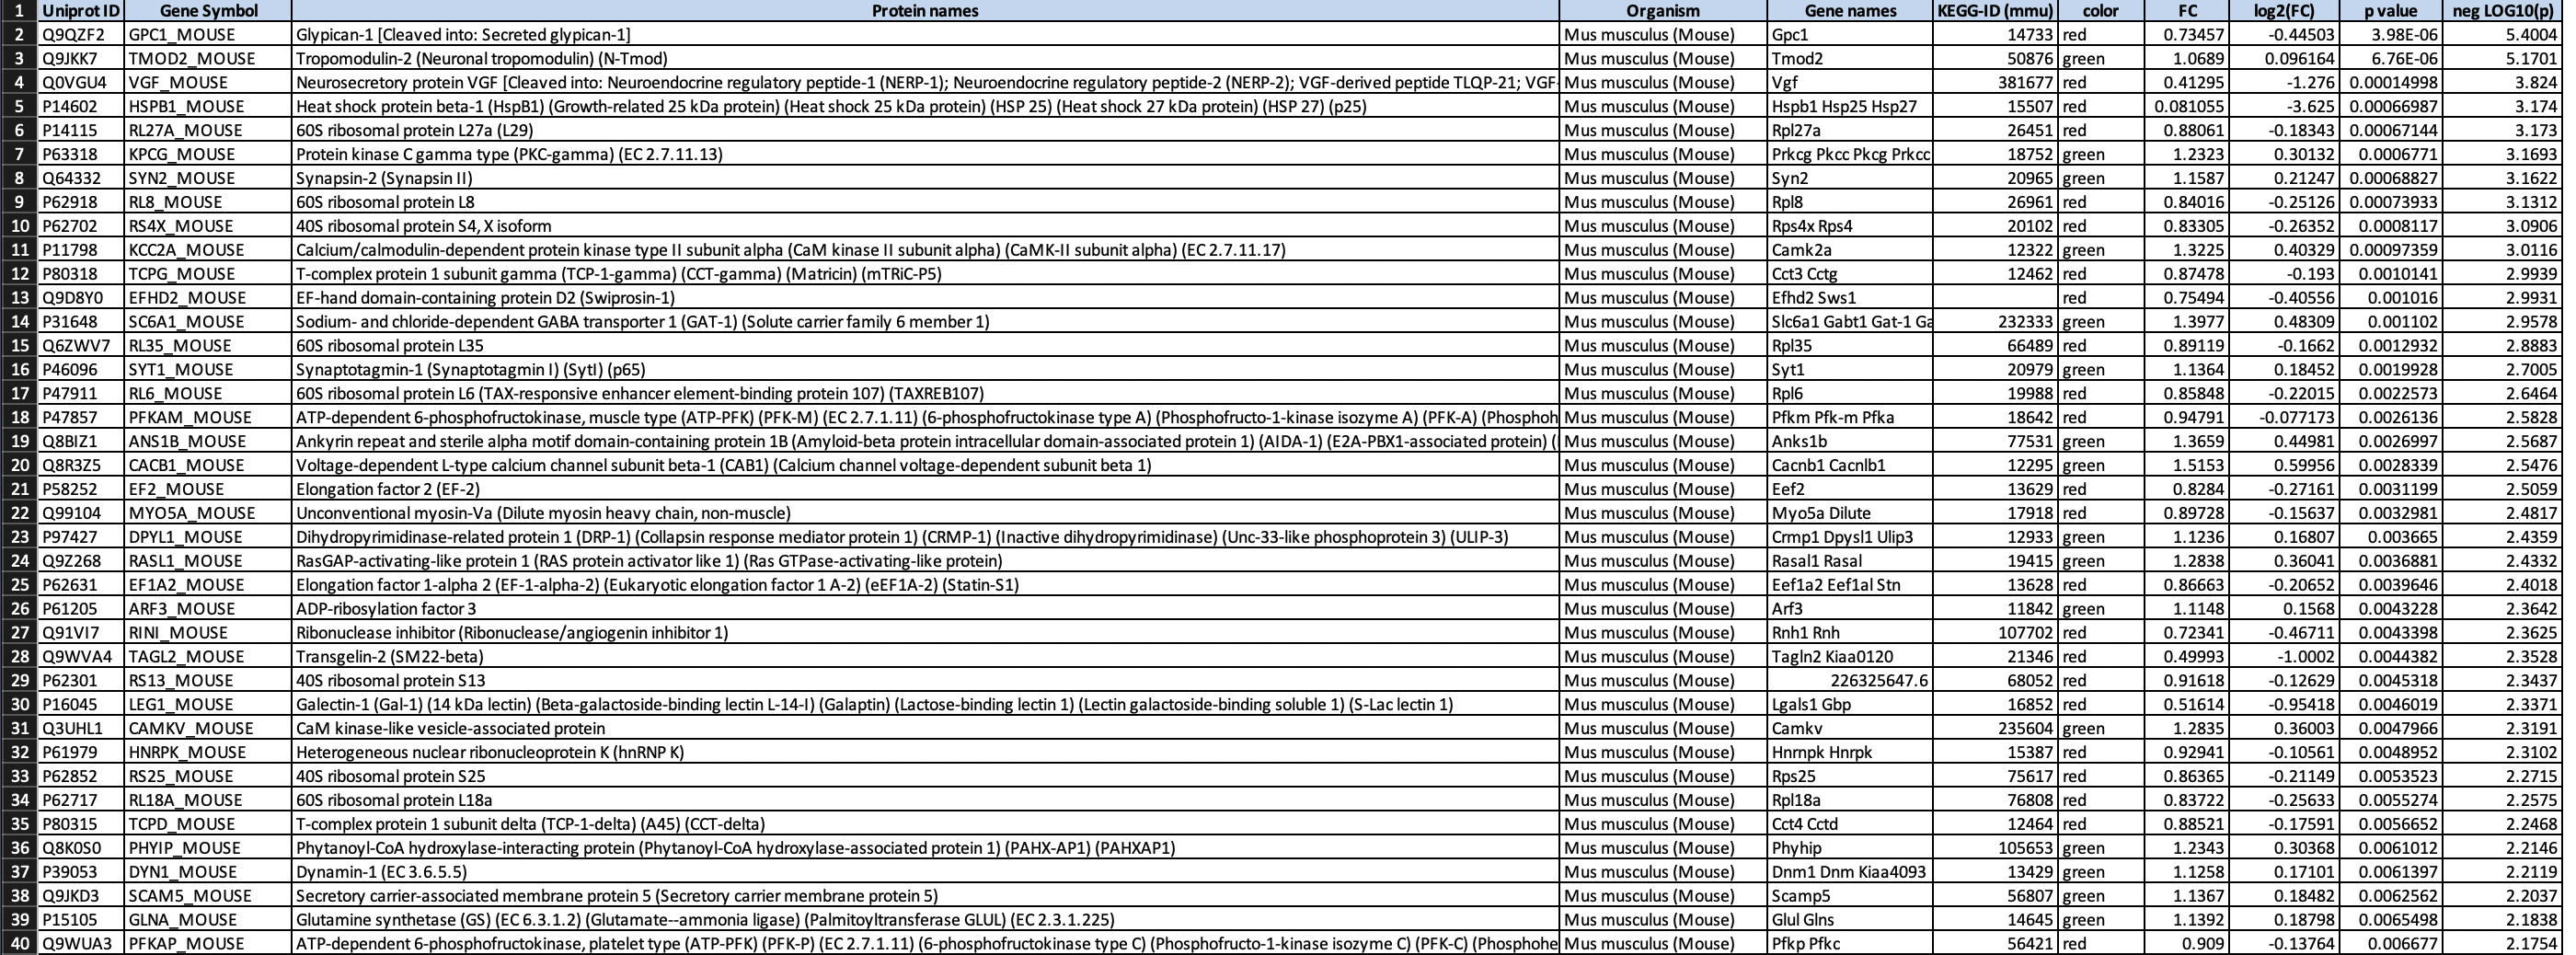 1 Uniprot ID Gene Symbol Protein names Organism Gene names KEGG-ID (mmu) color FC log2(FC) p value neg LOG10(p)
2 Q9QZF2 GPC1_MOUSE Glypican-1 [Cleaved into: Secreted glypican-1] Mus musculus (Mouse) Gpc1 14733 red 0.73457 -0.44503 3.98E-06 5.4004
3 Q9JKK7 TMOD2_MOUSE Tropomodulin-2 (Neuronal tropomodulin) (N-Tmod) Mus musculus (Mouse) Tmod2 50876 green 1.0689 0.096164 6.76E-06 5.1701
4 Q0VGU4 VGF_MOUSE Neurosecretory protein VGF [Cleaved into: Neuroendocrine regulatory peptide-1 (NERP-1); Neuroendocrine regulatory peptide-2 (NERP-2); VGF-derived peptide TLQP-21; VGF- Mus musculus (Mouse) Vgf 381677 red 0.41295 -1.276 0.00014998 3.824
5 P14602 HSPB1_MOUSE Heat shock protein beta-1 (HspB1) (Growth-related 25 kDa protein) (Heat shock 25 kDa protein) (HSP 25) (Heat shock 27 kDa protein) (HSP 27) (p25) Mus musculus (Mouse) Hspb1 Hsp25 Hsp27 15507 red 0.081055 -3.625 0.00066987 3.174
6 P14115 RL27A_MOUSE 60S ribosomal protein L27a (L29) Mus musculus (Mouse) Rpl27a 26451 red 0.88061 -0.18343 0.00067144 3.173
7 P63318 KPCG_MOUSE Protein kinase C gamma type (PKC-gamma) (EC 2.7.11.13) Mus musculus (Mouse) Prkcg Pkcc Pkcg Prkcc 18752 green 1.2323 0.30132 0.0006771 3.1693
8 Q64332 SYN2_MOUSE Synapsin-2 (Synapsin II) Mus musculus (Mouse) Syn2 20965 green 1.1587 0.21247 0.00068827 3.1622
9 P62918 RL8_MOUSE 60S ribosomal protein L8 Mus musculus (Mouse) Rpl8 26961 red 0.84016 -0.25126 0.00073933 3.1312
10 P62702 RS4X_MOUSE 40S ribosomal protein S4, X isoform Mus musculus (Mouse) Rps4x Rps4 20102 red 0.83305 -0.26352 0.0008117 3.0906
11 P11798 KCC2A_MOUSE Calcium/calmodulin-dependent protein kinase type II subunit alpha (CaM kinase II subunit alpha) (CaMK-II subunit alpha) (EC 2.7.11.17) Mus musculus (Mouse) Camk2a 12322 green 1.3225 0.40329 0.00097359 3.0116
12 P80318 TCPG_MOUSE T-complex protein 1 subunit gamma (TCP-1-gamma) (CCT-gamma) (Matricin) (mTRiC-P5) Mus musculus (Mouse) Cct3 Cctg 12462 red 0.87478 -0.193 0.0010141 2.9939
13 Q9D8Y0 EFHD2_MOUSE EF-hand domain-containing protein D2 (Swiprosin-1) Mus musculus (Mouse) Efhd2 Sws1 red 0.75494 -0.40556 0.001016 2.9931
14 P31648 SC6A1_MOUSE Sodium- and chloride-dependent GABA transporter 1 (GAT-1) (Solute carrier family 6 member 1) Mus musculus (Mouse) Slc6a1 Gabt1 Gat-1 Ga 232333 green 1.3977 0.48309 0.001102 2.9578
15 Q6ZWV7 RL35_MOUSE 60S ribosomal protein L35 Mus musculus (Mouse) Rpl35 66489 red 0.89119 -0.1662 0.0012932 2.8883
16 P46096 SYT1_MOUSE Synaptotagmin-1 (Synaptotagmin I) (SytI) (p65) Mus musculus (Mouse) Syt1 20979 green 1.1364 0.18452 0.0019928 2.7005
17 P47911 RL6_MOUSE 60S ribosomal protein L6 (TAX-responsive enhancer element-binding protein 107) (TAXREB107) Mus musculus (Mouse) Rpl6 19988 red 0.85848 -0.22015 0.0022573 2.6464
18 P47857 PFKAM_MOUSE ATP-dependent 6-phosphofructokinase, muscle type (ATP-PFK) (PFK-M) (EC 2.7.1.11) (6-phosphofructokinase type A) (Phosphofructo-1-kinase isozyme A) (PFK-A) (Phosphoh Mus musculus (Mouse) Pfkm Pfk-m Pfka 18642 red 0.94791 -0.077173 0.0026136 2.5828
19 Q8BIZ1 ANS1B_MOUSE Ankyrin repeat and sterile alpha motif domain-containing protein 1B (Amyloid-beta protein intracellular domain-associated protein 1) (AIDA-1) (E2A-PBX1-associated protein) ( Mus musculus (Mouse) Anks1b 77531 green 1.3659 0.44981 0.0026997 2.5687
20 Q8R3Z5 CACB1_MOUSE Voltage-dependent L-type calcium channel subunit beta-1 (CAB1) (Calcium channel voltage-dependent subunit beta 1) Mus musculus (Mouse) Cacnb1 Cacnlb1 12295 green 1.5153 0.59956 0.0028339 2.5476
21 P58252 EF2_MOUSE Elongation factor 2 (EF-2) Mus musculus (Mouse) Eef2 13629 red 0.8284 -0.27161 0.0031199 2.5059
22 Q99104 MYO5A_MOUSE Unconventional myosin-Va (Dilute myosin heavy chain, non-muscle) Mus musculus (Mouse) Myo5a Dilute 17918 red 0.89728 -0.15637 0.0032981 2.4817
23 P97427 DPYL1_MOUSE Dihydropyrimidinase-related protein 1 (DRP-1) (Collapsin response mediator protein 1) (CRMP-1) (Inactive dihydropyrimidinase) (Unc-33-like phosphoprotein 3) (ULIP-3) Mus musculus (Mouse) Crmp1 Dpysl1 Ulip3 12933 green 1.1236 0.16807 0.003665 2.4359
24 Q9Z268 RASL1_MOUSE RasGAP-activating-like protein 1 (RAS protein activator like 1) (Ras GTPase-activating-like protein) Mus musculus (Mouse) Rasal1 Rasal 19415 green 1.2838 0.36041 0.0036881 2.4332
25 P62631 EF1A2_MOUSE Elongation factor 1-alpha 2 (EF-1-alpha-2) (Eukaryotic elongation factor 1 A-2) (eEF1A-2) (Statin-S1) Mus musculus (Mouse) Eef1a2 Eef1al Stn 13628 red 0.86663 -0.20652 0.0039646 2.4018
26 P61205 ARF3_MOUSE ADP-ribosylation factor 3 Mus musculus (Mouse) Arf3 11842 green 1.1148 0.1568 0.0043228 2.3642
27 Q91VI7 RINI_MOUSE Ribonuclease inhibitor (Ribonuclease/angiogenin inhibitor 1) Mus musculus (Mouse) Rnh1 Rnh 107702 red 0.72341 -0.46711 0.0043398 2.3625
28 Q9WVA4 TAGL2_MOUSE Transgelin-2 (SM22-beta) Mus musculus (Mouse) Tagln2 Kiaa0120 21346 red 0.49993 -1.0002 0.0044382 2.3528
29 P62301 RS13_MOUSE 40S ribosomal protein S13 Mus musculus (Mouse) 226325647.6 68052 red 0.91618 -0.12629 0.0045318 2.3437
30 P16045 LEG1_MOUSE Galectin-1 (Gal-1) (14 kDa lectin) (Beta-galactoside-binding lectin L-14-I) (Galaptin) (Lactose-binding lectin 1) (Lectin galactoside-binding soluble 1) (S-Lac lectin 1) Mus musculus (Mouse) Lgals1 Gbp 16852 red 0.51614 -0.95418 0.0046019 2.3371
31 Q3UHL1 CAMKV_MOUSE CaM kinase-like vesicle-associated protein Mus musculus (Mouse) Camkv 235604 green 1.2835 0.36003 0.0047966 2.3191
32 P61979 HNRPK_MOUSE Heterogeneous nuclear ribonucleoprotein K (hnRNP K) Mus musculus (Mouse) Hnrnpk Hnrpk 15387 red 0.92941 -0.10561 0.0048952 2.3102
33 P62852 RS25_MOUSE 40S ribosomal protein S25 Mus musculus (Mouse) Rps25 75617 red 0.86365 -0.21149 0.0053523 2.2715
34 P62717 RL18A_MOUSE 60S ribosomal protein L18a Mus musculus (Mouse) Rpl18a 76808 red 0.83722 -0.25633 0.0055274 2.2575
35 P80315 TCPD_MOUSE T-complex protein 1 subunit delta (TCP-1-delta) (A45) (CCT-delta) Mus musculus (Mouse) Cct4 Cctd 12464 red 0.88521 -0.17591 0.0056652 2.2468
36 Q8K0S0 PHYIP_MOUSE Phytanoyl-CoA hydroxylase-interacting protein (Phytanoyl-CoA hydroxylase-associated protein 1) (PAHX-AP1) (PAHXAP1) Mus musculus (Mouse) Phyhip 105653 green 1.2343 0.30368 0.0061012 2.2146
37 P39053 DYN1_MOUSE Dynamin-1 (EC 3.6.5.5) Mus musculus (Mouse) Dnm1 Dnm Kiaa4093 13429 green 1.1258 0.17101 0.0061397 2.2119
38 Q9JKD3 SCAM5_MOUSE Secretory carrier-associated membrane protein 5 (Secretory carrier membrane protein 5) Mus musculus (Mouse) Scamp5 56807 green 1.1367 0.18482 0.0062562 2.2037
39 P15105 GLNA_MOUSE Glutamine synthetase (GS) (EC 6.3.1.2) (Glutamate--ammonia ligase) (Palmitoyltransferase GLUL) (EC 2.3.1.225) Mus musculus (Mouse) Glul Glns 14645 green 1.1392 0.18798 0.0065498 2.1838
40 Q9WUA3 PFKAP_MOUSE ATP-dependent 6-phosphofructokinase, platelet type (ATP-PFK) (PFK-P) (EC 2.7.1.11) (6-phosphofructokinase type C) (Phosphofructo-1-kinase isozyme C) (PFK-C) (Phosphohe Mus musculus (Mouse) Pfkp Pfkc 56421 red 0.909 -0.13764 0.006677 2.1754